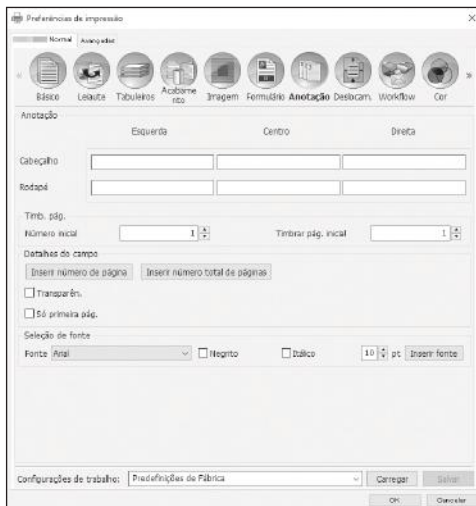 Preferências de impressão
Normal Avançadas
Básico Leiaute Tabuleiros Acabamento Imagem Formulário Anotação Deslocam. Workflow Cor
Anotação
Esquerda Centro Direita
Cabeçalho
Rodapé
Timb. pág.
Número inicial 1 Timbrar pág. inicial 1
Detalhes do campo
Inserir número de página Inserir número total de páginas
Transparên.
Só primeira pág.
Seleção de fonte
Fonte Arial Negrito Itálico 10 pt Inserir fonte
Configurações de trabalho: Predefinições de Fábrica Carregar Salvar
OK Cancelar